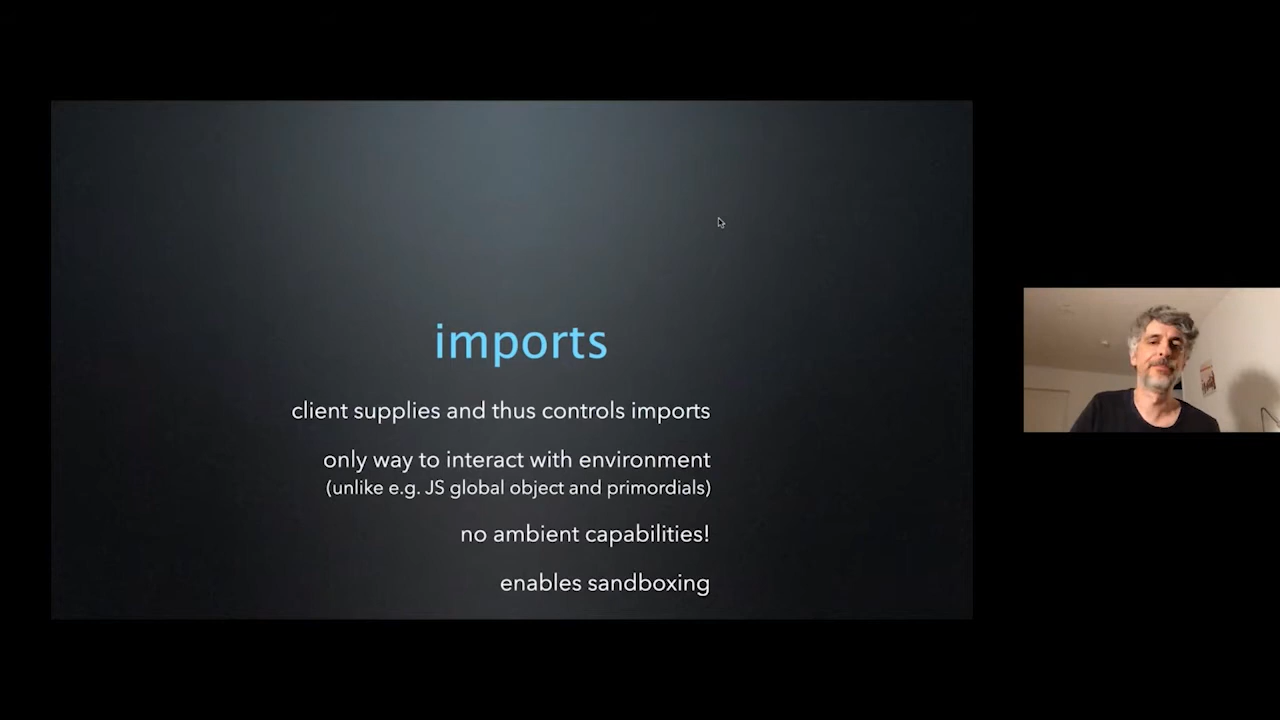 imports
client supplies and thus controls imports
only way to interact with environment
(unlike e.g. JS global object and primordials)
no ambient capabilities!
enables sandboxing